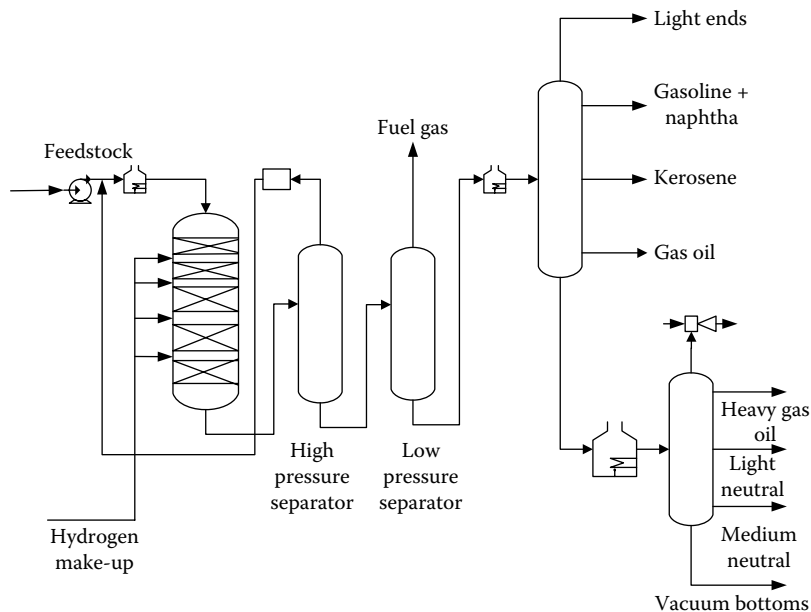 Light ends
Gasoline +
naphtha
Fuel gas
Feedstock
Kerosene
Gas oil
Heavy gas
oil
Light
neutral
Medium
neutral
Vacuum bottoms
High
pressure
separator
Low
pressure
separator
Hydrogen
make-up